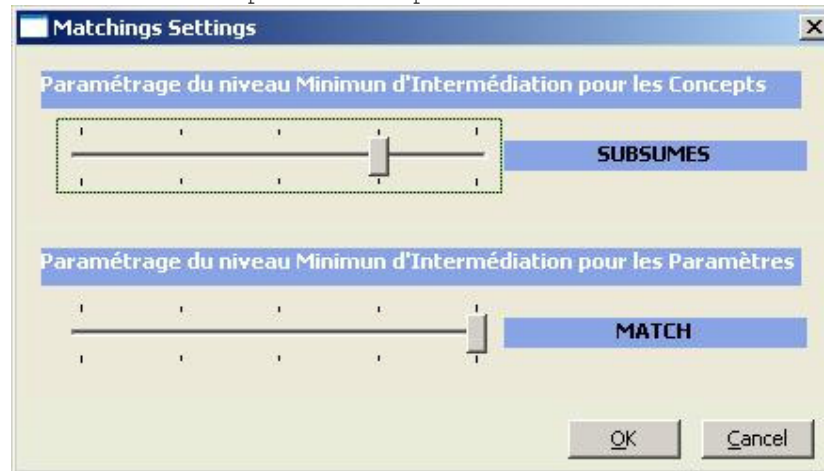 Matchings Settings
Paramétrage du niveau Minimun d'Intermédiation pour les Concepts
SUBSUMES
Paramétrage du niveau Minimun d'Intermédiation pour les Paramètres
MATCH
OK Cancel